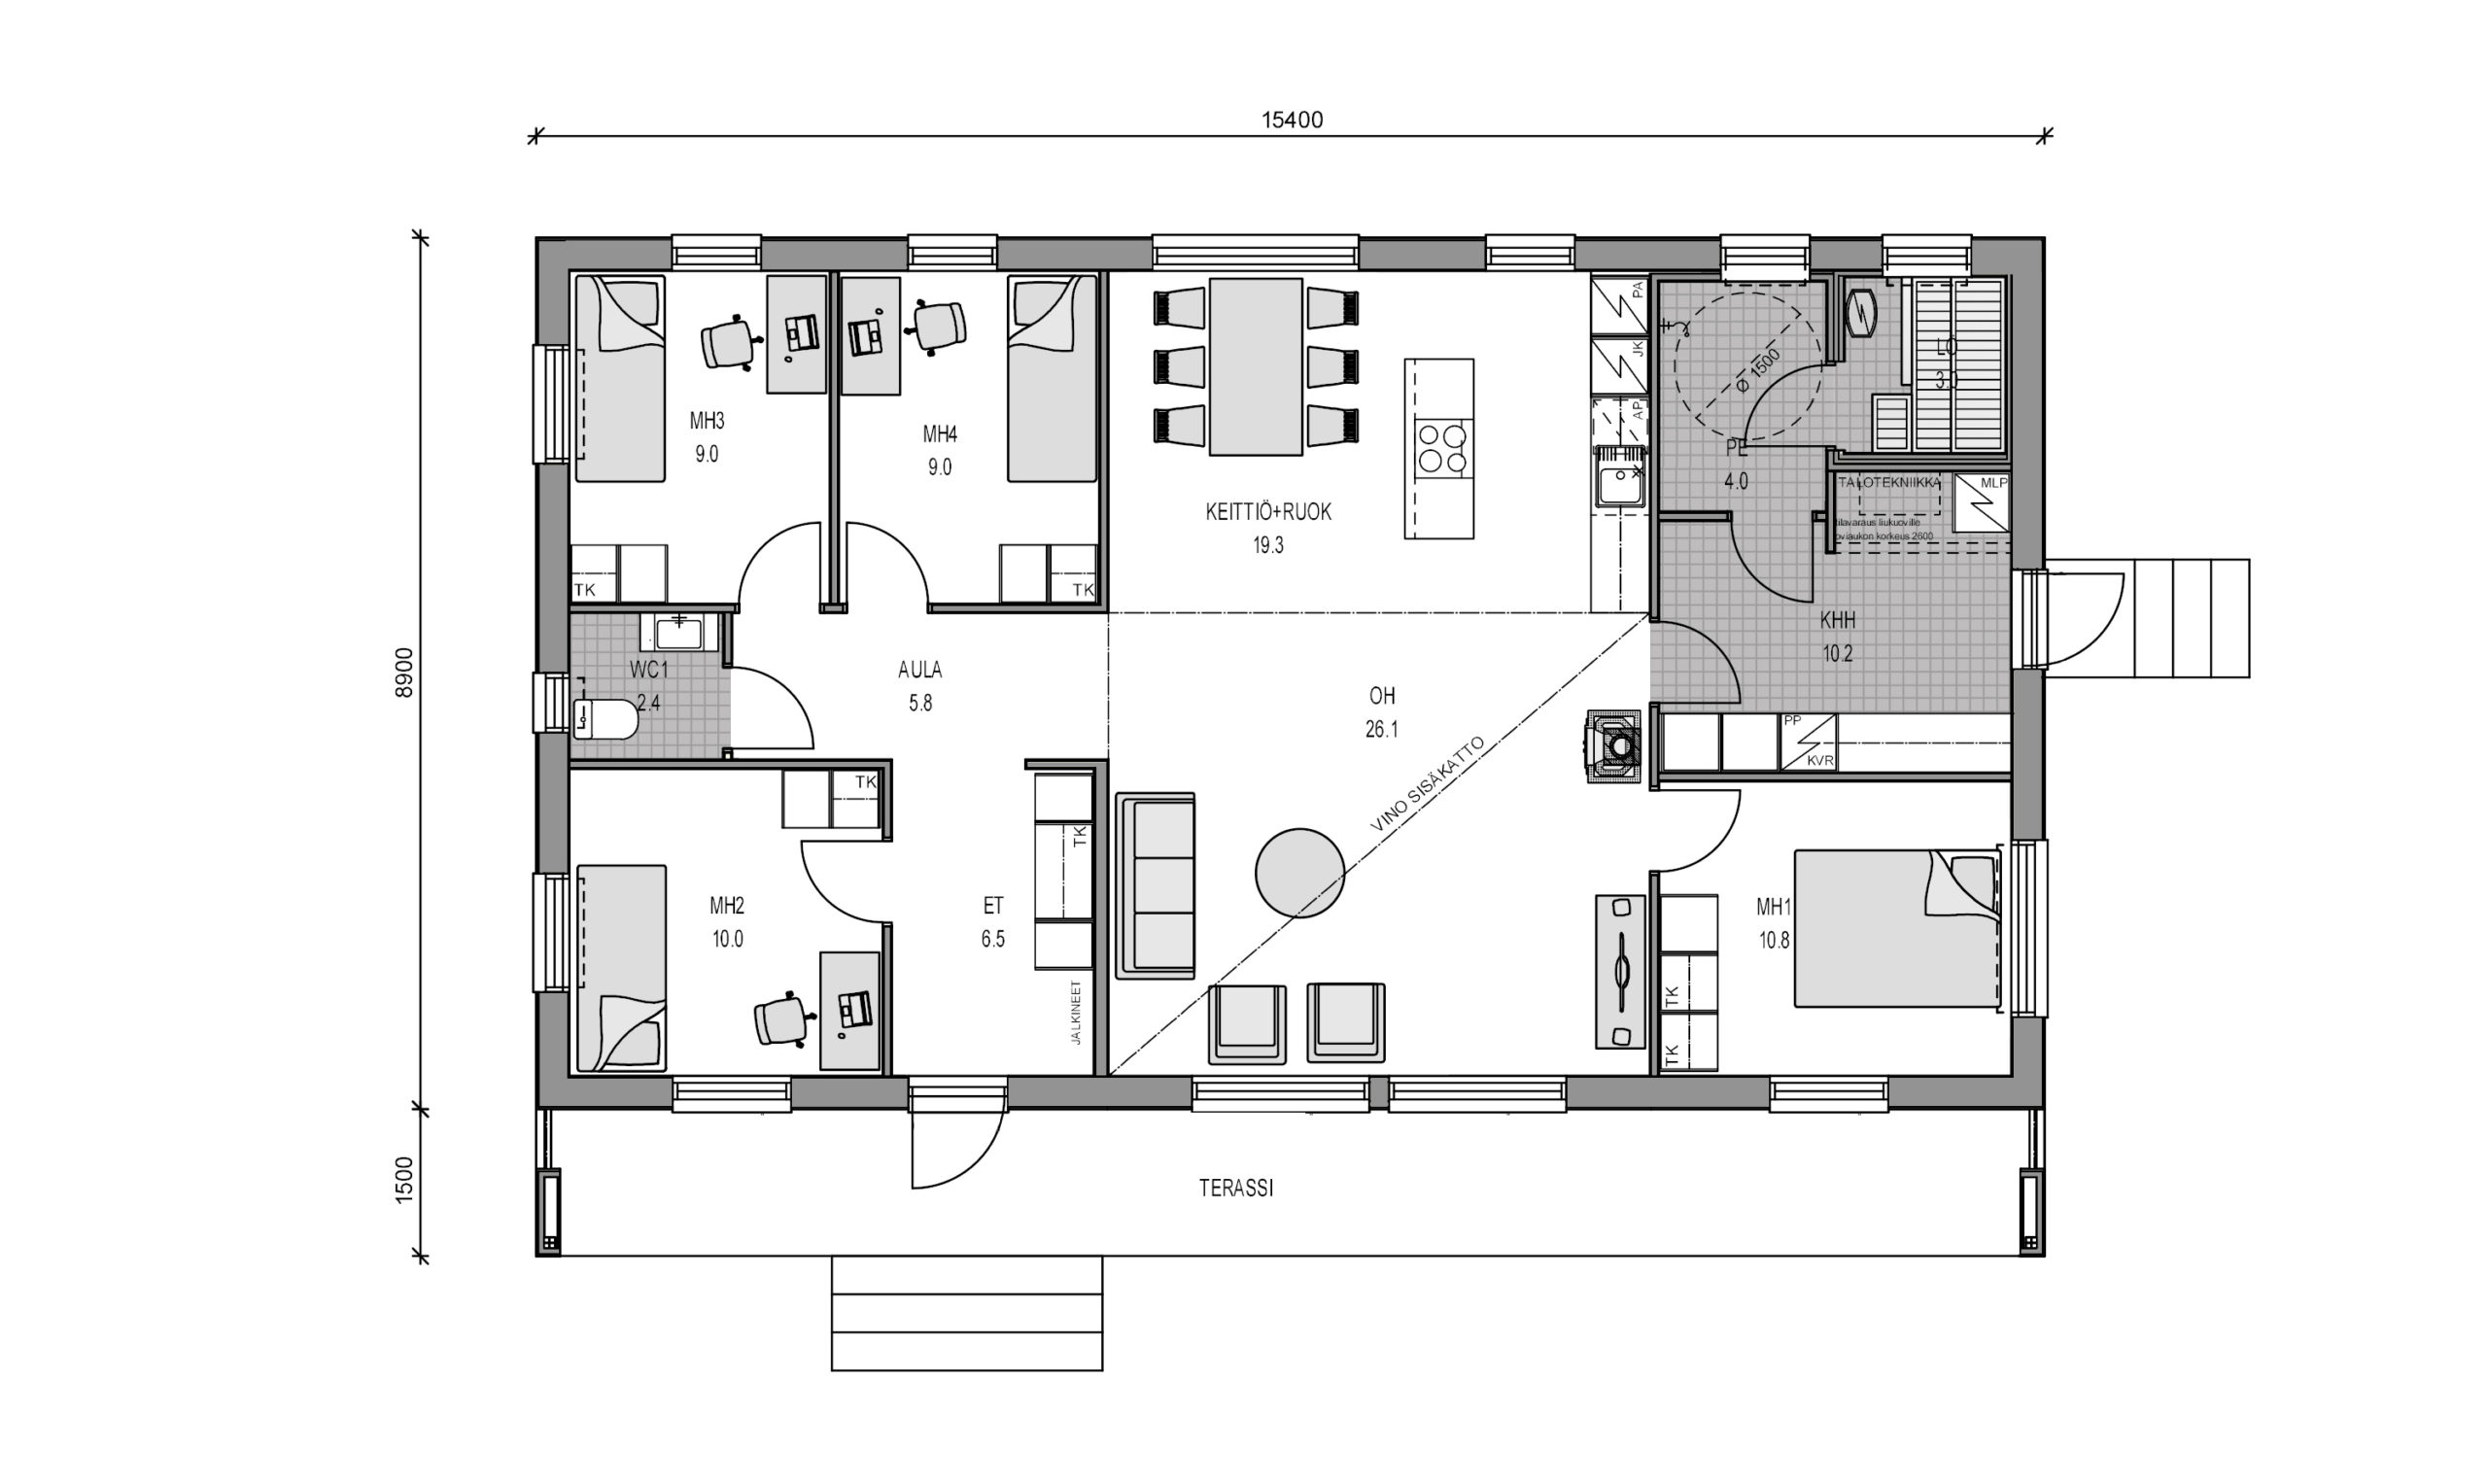 15400
8900
1500
MH3
9.0
TK
MH4
9.0
TK
KEITTIÖ+RUOK
19.3
PA
JK
AP
Ø 1500
PE
4.0
LO
TALOTEKNIIKKA
MLP
tilavaraus liukuoville
oviaukon korkeus 2600
KHH
10.2
PP
KVR
WC1
2.4
AULA
5.8
OH
26.1
VINO SISÄKATTO
TK
MH2
10.0
ET
6.5
TK
JALKINEET
MH1
10.8
TK
TK
TERASSI